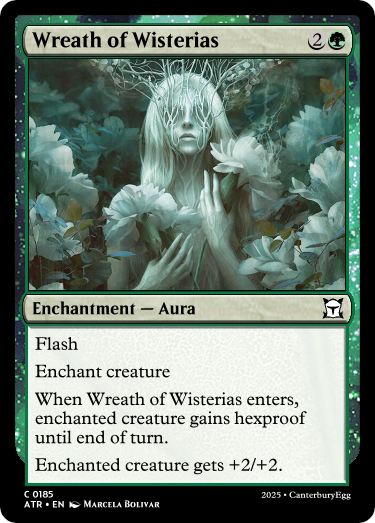 Wreath of Wisterias 2
Enchantment — Aura
Flash
Enchant creature
When Wreath of Wisterias enters,
enchanted creature gains hexproof
until end of turn.
Enchanted creature gets +2/+2.
C 0185
ATR • EN Marcela Bolivar
2025 • CanterburyEgg